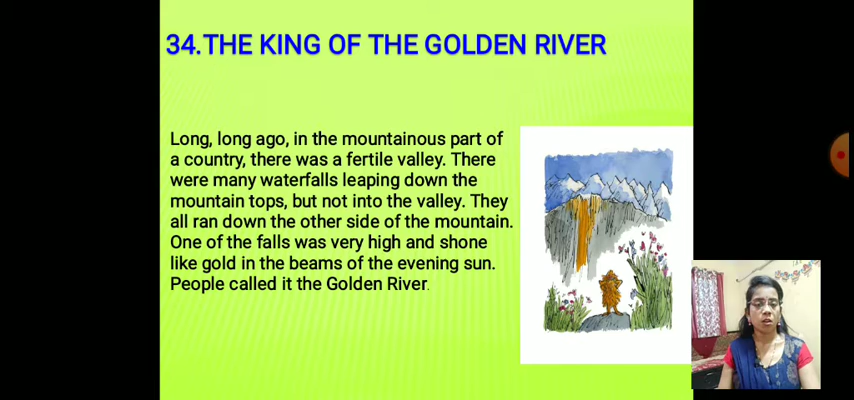 34.THE KING OF THE GOLDEN RIVER
Long, long ago, in the mountainous part of
a country, there was a fertile valley. There
were many waterfalls leaping down the
mountain tops, but not into the valley. They
all ran down the other side of the mountain.
One of the falls was very high and shone
like gold in the beams of the evening sun.
People called it the Golden River.